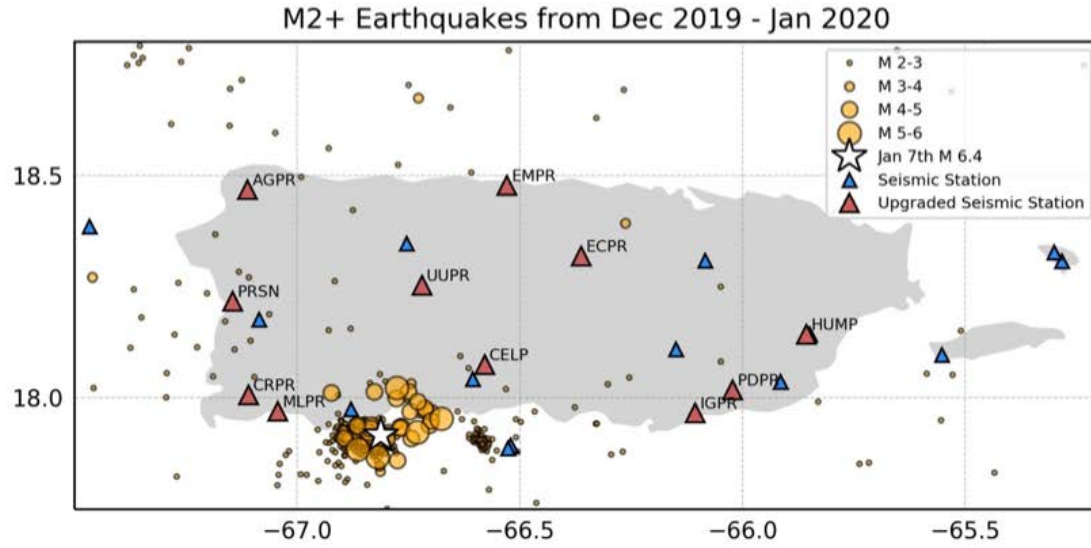 M2+ Earthquakes from Dec 2019 - Jan 2020
M 2-3
M 3-4
M 4-5
M 5-6
Jan 7th M 6.4
Seismic Station
Upgraded Seismic Station
18.5
AGPR
EMPR
ECPR
UUPR
PRSN
HUMP
CELP
18.0
CRPR
MLPR
PDPR
IGPR
−67.0
−66.5
−66.0
−65.5